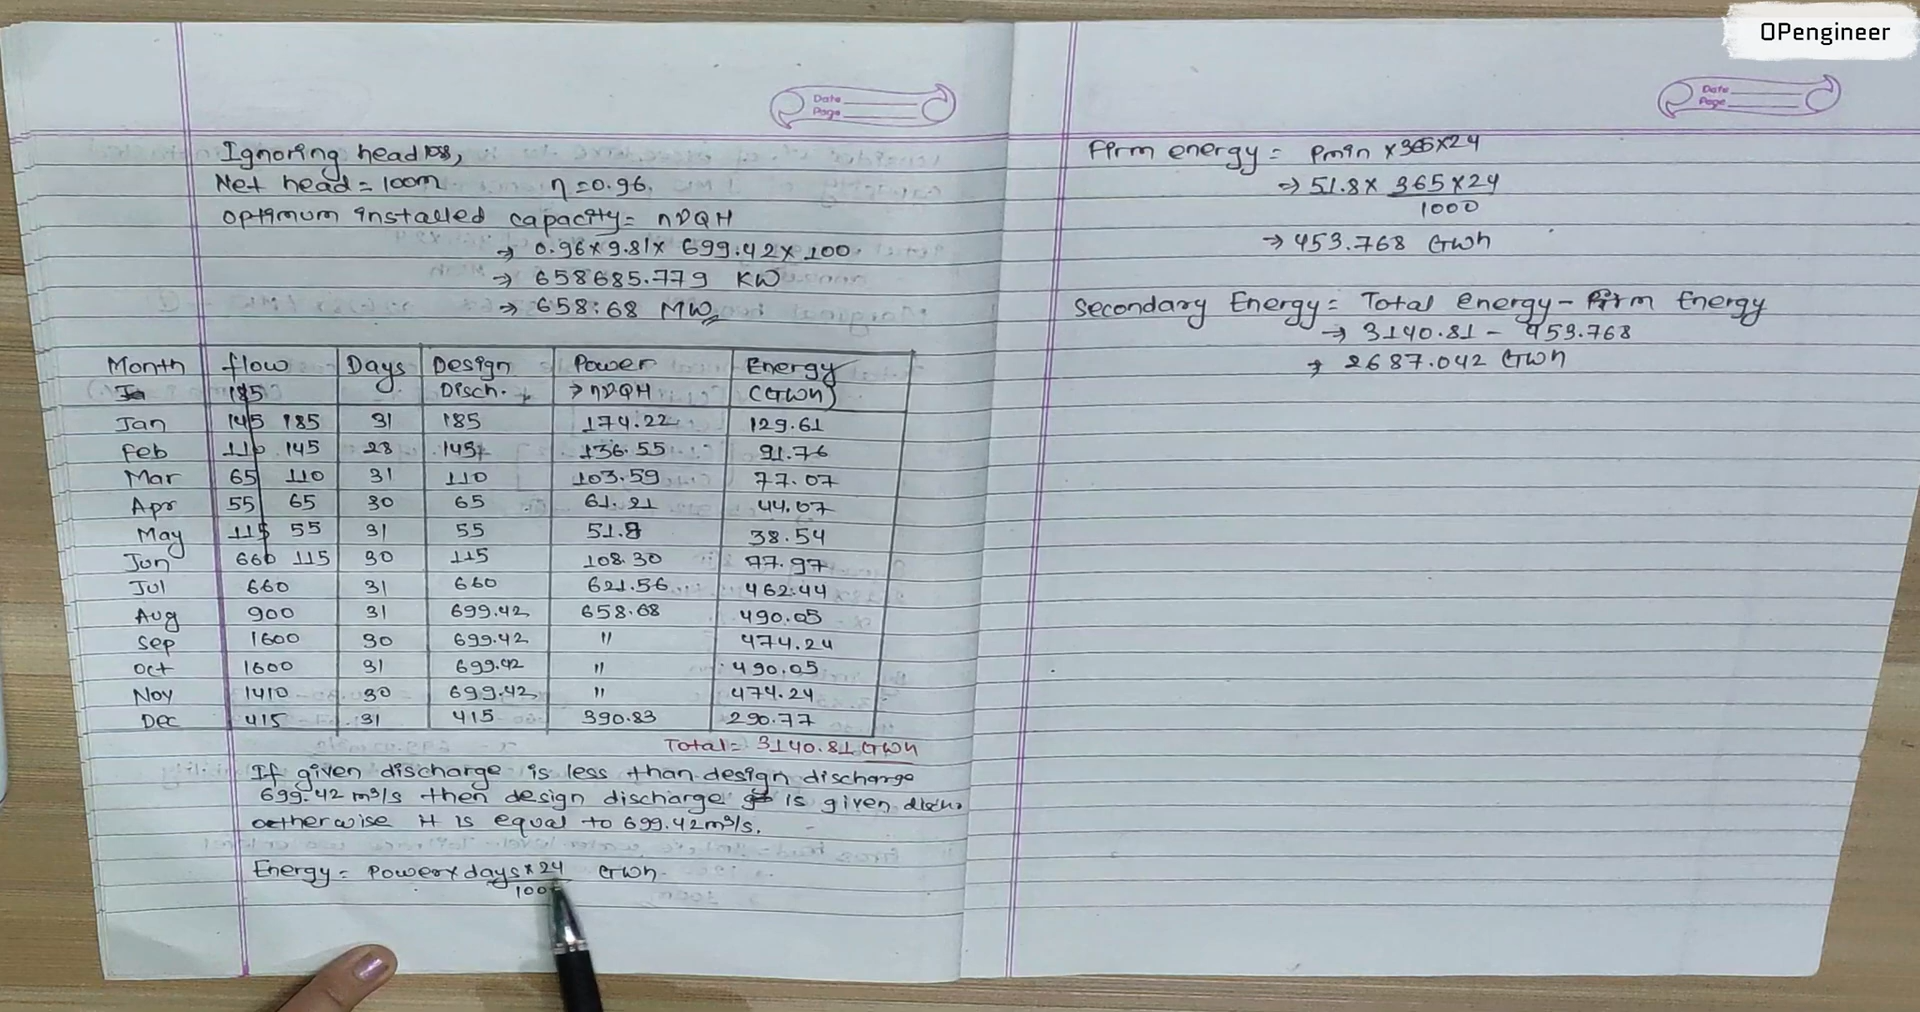 OPengineer
Date
Page
Ignoring head loss,
Net head = 100m η = 0.96.
Optimum installed capacity = ηγQH
→ 0.96 × 9.81 × 699.42 × 100
→ 658685.779 KW
→ 658.68 MW
Month flow Days Design Power Energy
Ja 185 Disch. → ηγQH (GWh)
Jan 145 185 31 185 174.22 129.61
Feb 110 145 28 145 136.55 91.76
Mar 65 110 31 110 103.59 77.07
Apr 55 65 30 65 61.21 44.07
May 115 55 31 55 51.8 38.54
Jun 660 115 30 115 108.30 77.97
Jul 660 31 660 621.56 462.44
Aug 900 31 699.42 658.68 490.05
Sep 1600 30 699.42 " 474.24
Oct 1600 31 699.42 " 490.05
Nov 1410 30 699.42 " 474.24
Dec 415 31 415 390.83 290.77
Total = 3140.81 GWh
If given discharge is less than design discharge
699.42 m³/s then design discharge is given disch.
otherwise it is equal to 699.42 m³/s.
Energy = Power × days × 24 GWh
100
Date
Page
Firm energy = Pmin × 365 × 24
→ 51.8 × 365 × 24
1000
→ 453.768 GWh
Secondary Energy = Total energy - Firm Energy
→ 3140.81 - 453.768
→ 2687.042 GWh